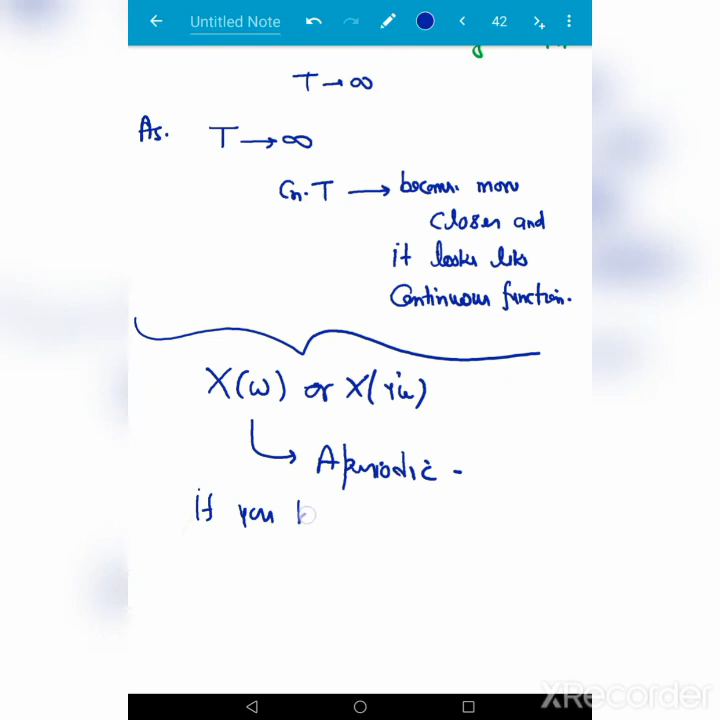 Untitled Note
42
T → ∞
As. T → ∞
Cn.T → becomes more
closer and
it looks like
Continuous function.
X(ω) or X(jω)
Aperiodic -
if you
XRecorder